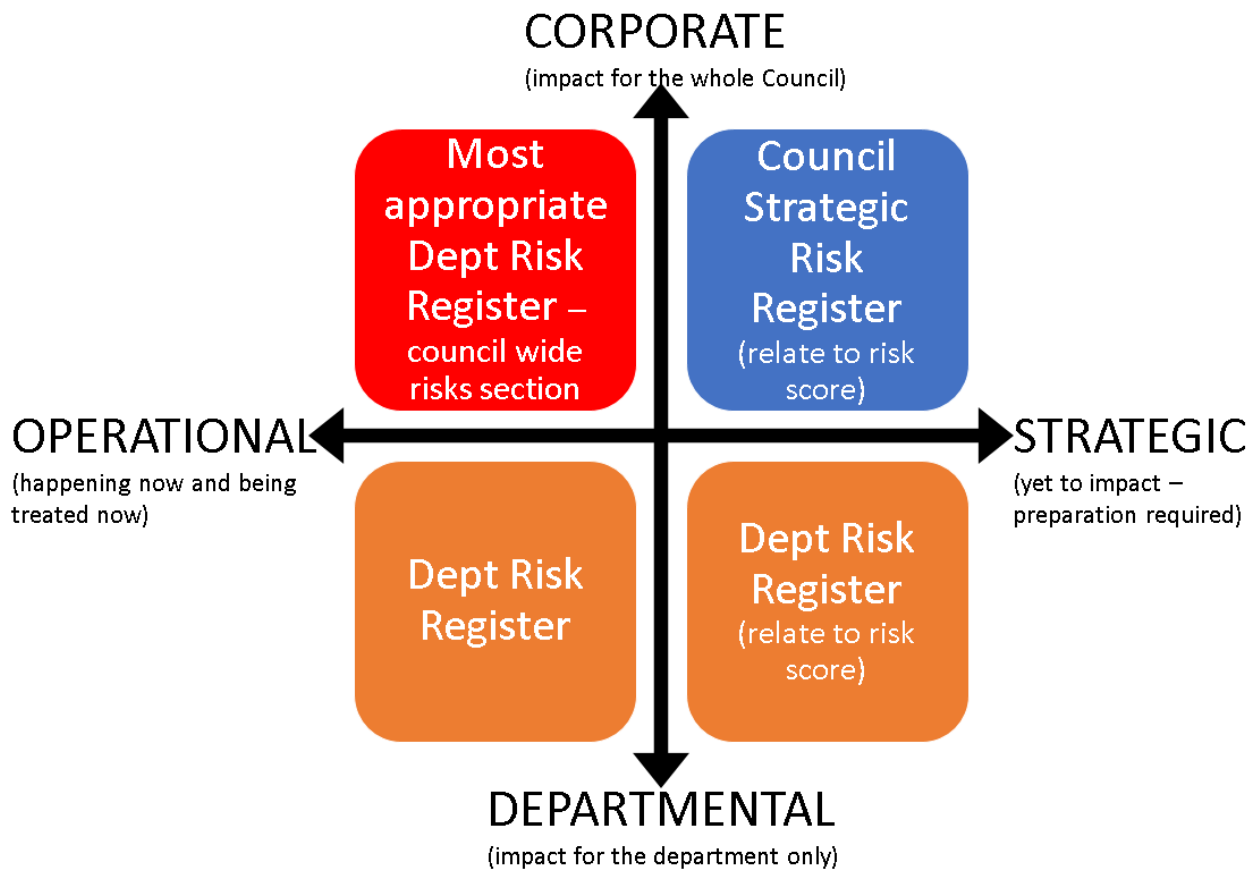 CORPORATE
(impact for the whole Council)
Most
appropriate
Dept Risk
Register –
council wide
risks section
Council
Strategic
Risk
Register
(relate to risk
score)
OPERATIONAL
(happening now and being
treated now)
STRATEGIC
(yet to impact –
preparation required)
Dept Risk
Register
Dept Risk
Register
(relate to risk
score)
DEPARTMENTAL
(impact for the department only)